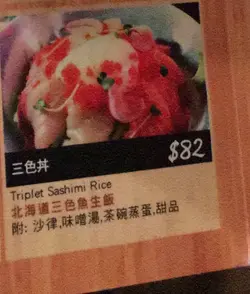 三色丼 $82
Triplet Sashimi Rice
北海道三色魚生飯
附: 沙律,味噌湯,茶碗蒸蛋,甜品